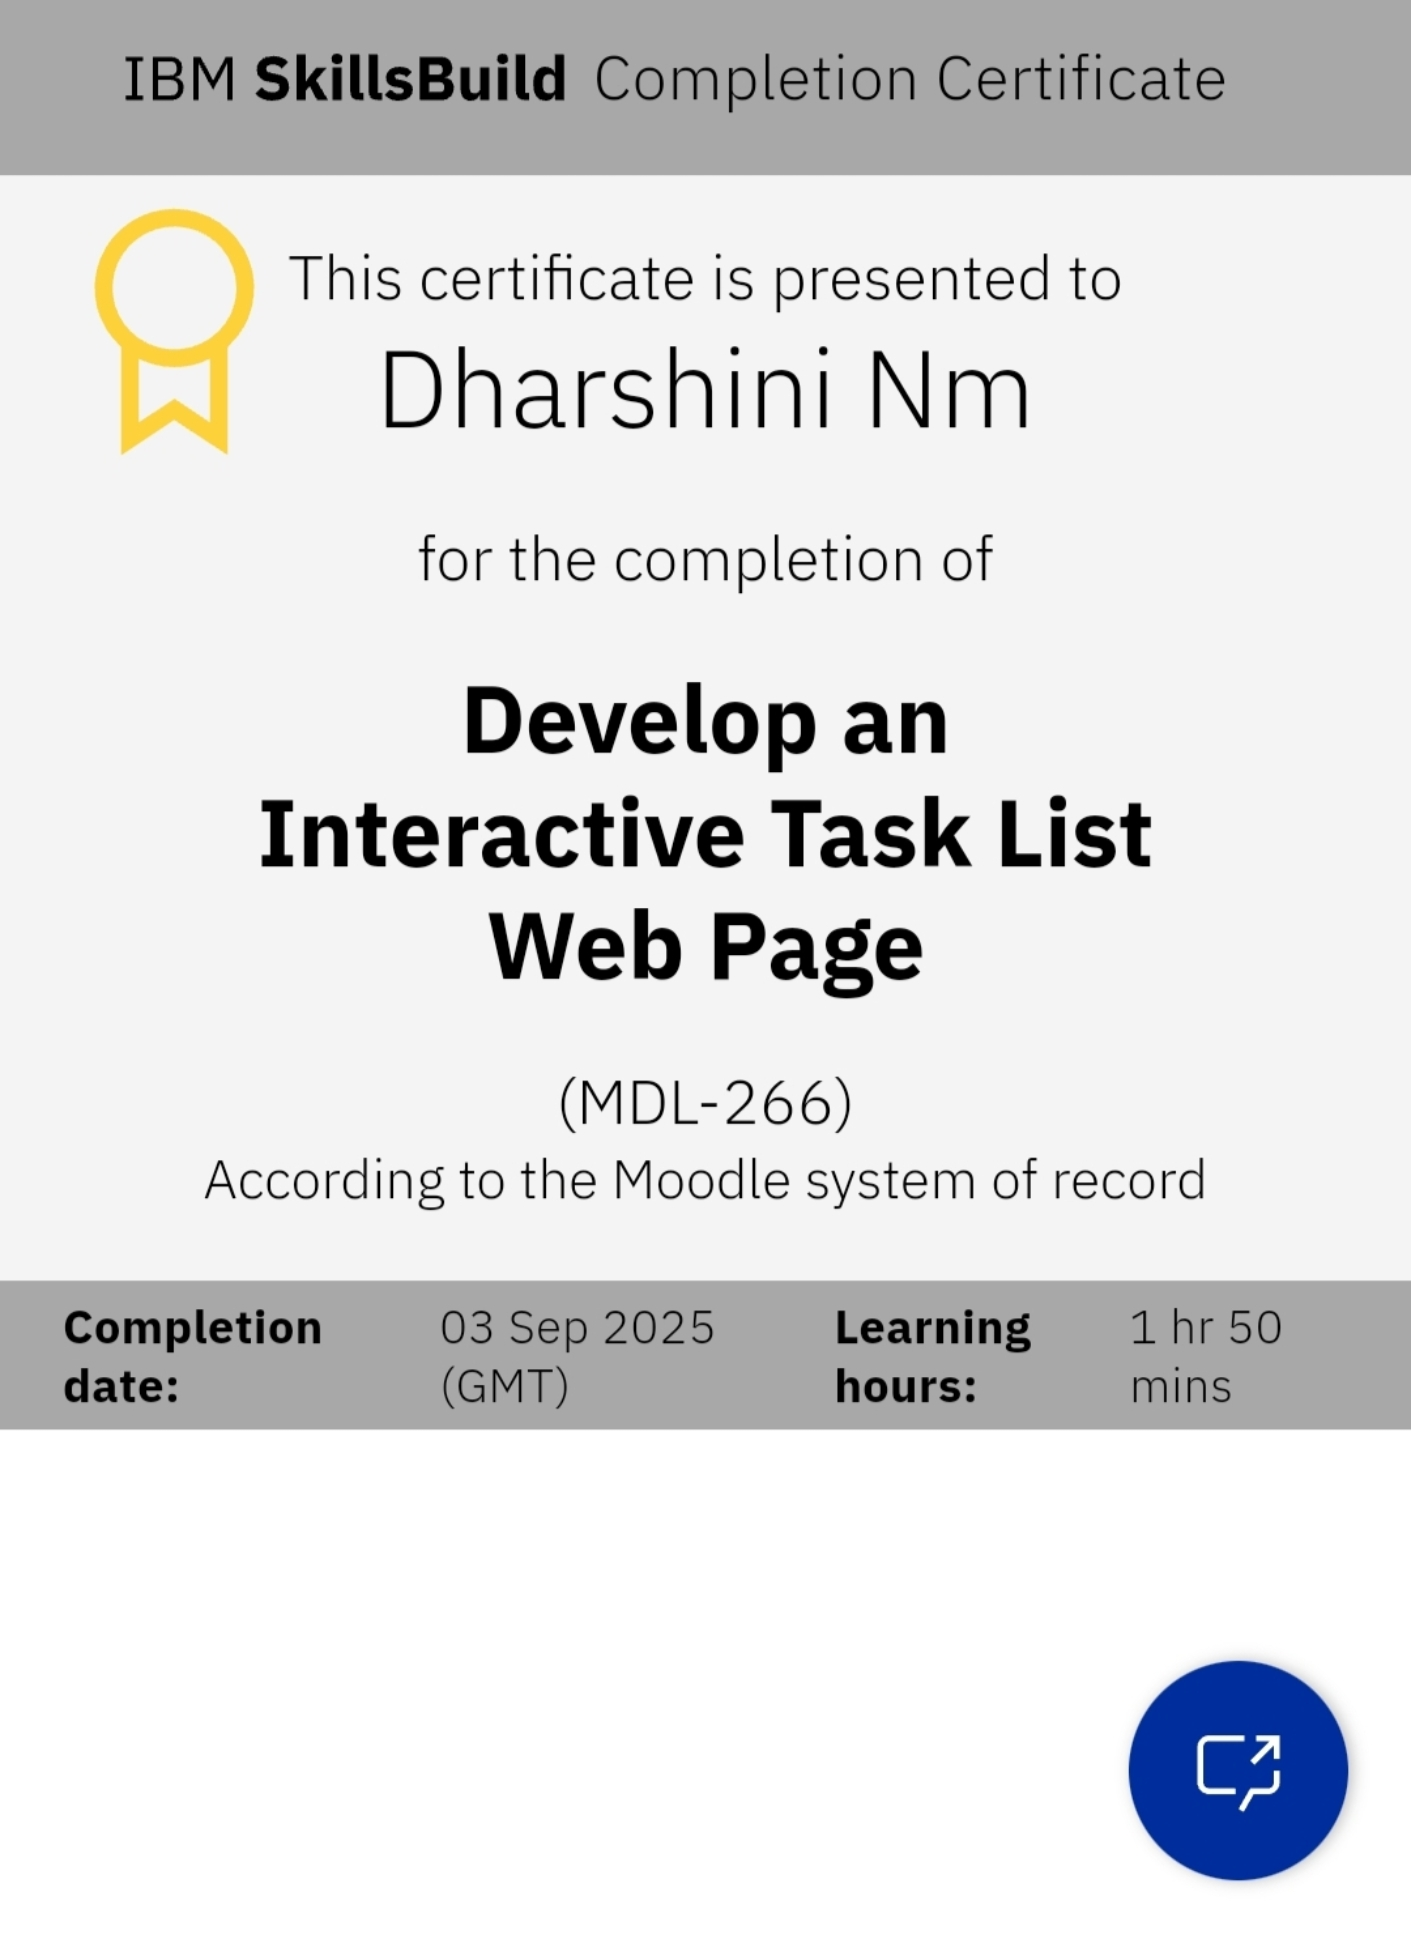 IBM SkillsBuild Completion Certificate
This certificate is presented to
Dharshini Nm
for the completion of
Develop an
Interactive Task List
Web Page
(MDL-266)
According to the Moodle system of record
Completion date: 03 Sep 2025 (GMT) Learning hours: 1 hr 50 mins